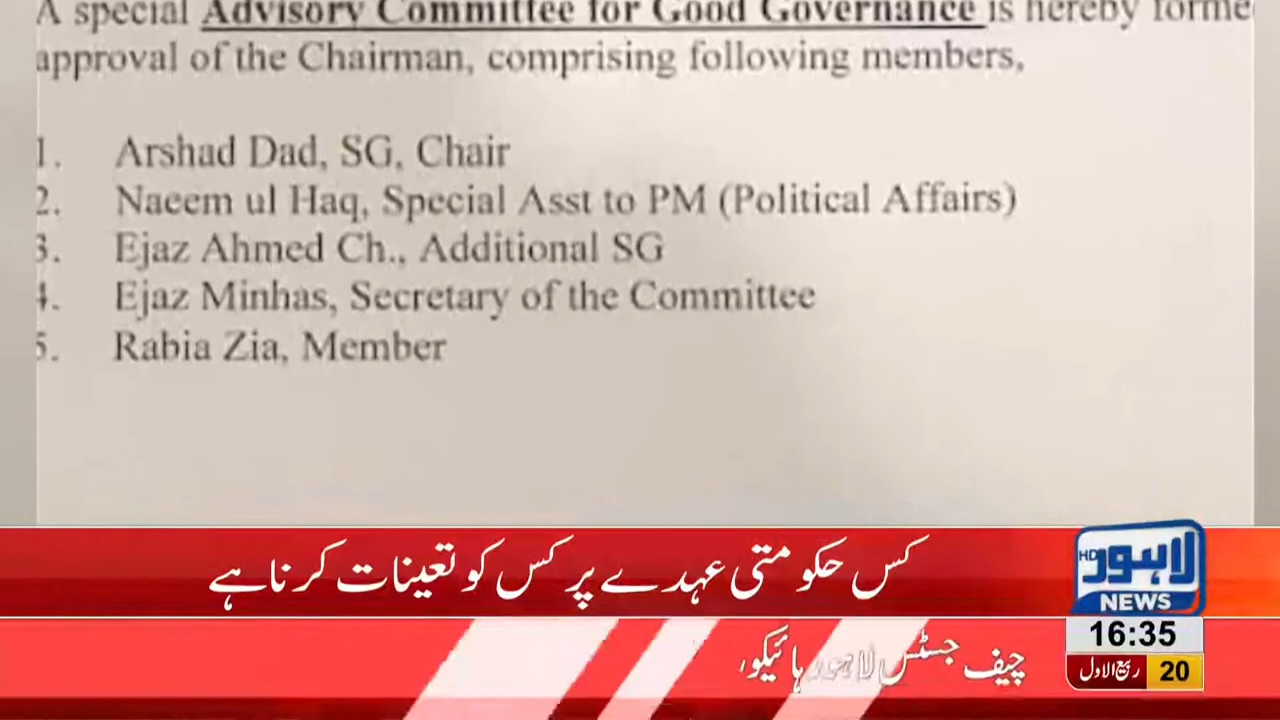 A special Advisory Committee for Good Governance is hereby forme
approval of the Chairman, comprising following members,
1. Arshad Dad, SG, Chair
2. Naeem ul Haq, Special Asst to PM (Political Affairs)
3. Ejaz Ahmed Ch., Additional SG
4. Ejaz Minhas, Secretary of the Committee
5. Rabia Zia, Member
کس حکومتی عہدے پر کس کو تعینات کرنا ہے
لاہور HD
NEWS
چیف جسٹس لاہور ہائیکو
16:35
ربیع الاول 20